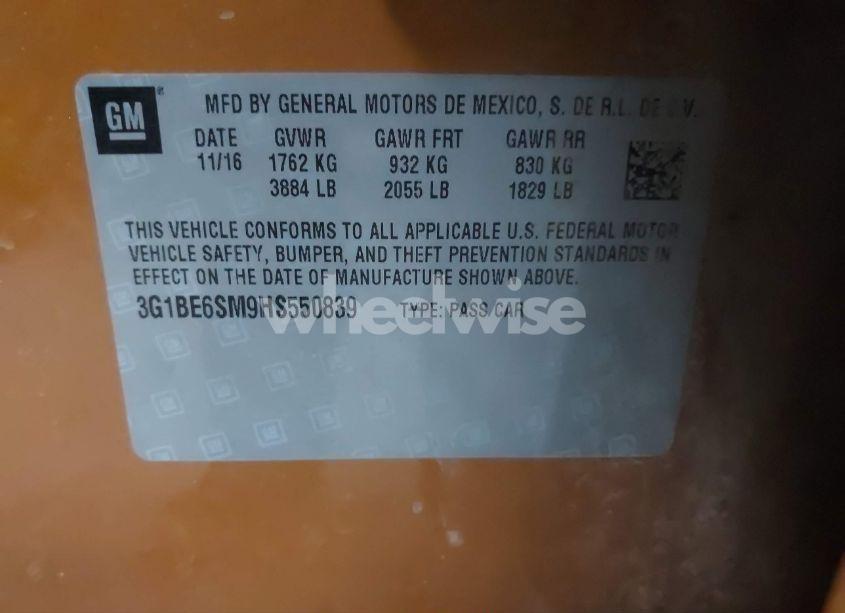 GM
MFD BY GENERAL MOTORS DE MEXICO, S. DE R.L. DE C.V.
DATE GVWR GAWR FRT GAWR RR
11/16 1762 KG 932 KG 830 KG
3884 LB 2055 LB 1829 LB
THIS VEHICLE CONFORMS TO ALL APPLICABLE U.S. FEDERAL MOTOR
VEHICLE SAFETY, BUMPER, AND THEFT PREVENTION STANDARDS IN
EFFECT ON THE DATE OF MANUFACTURE SHOWN ABOVE.
3G1BE6SM9HS550839 TYPE: PASS/CAR
wheelwise